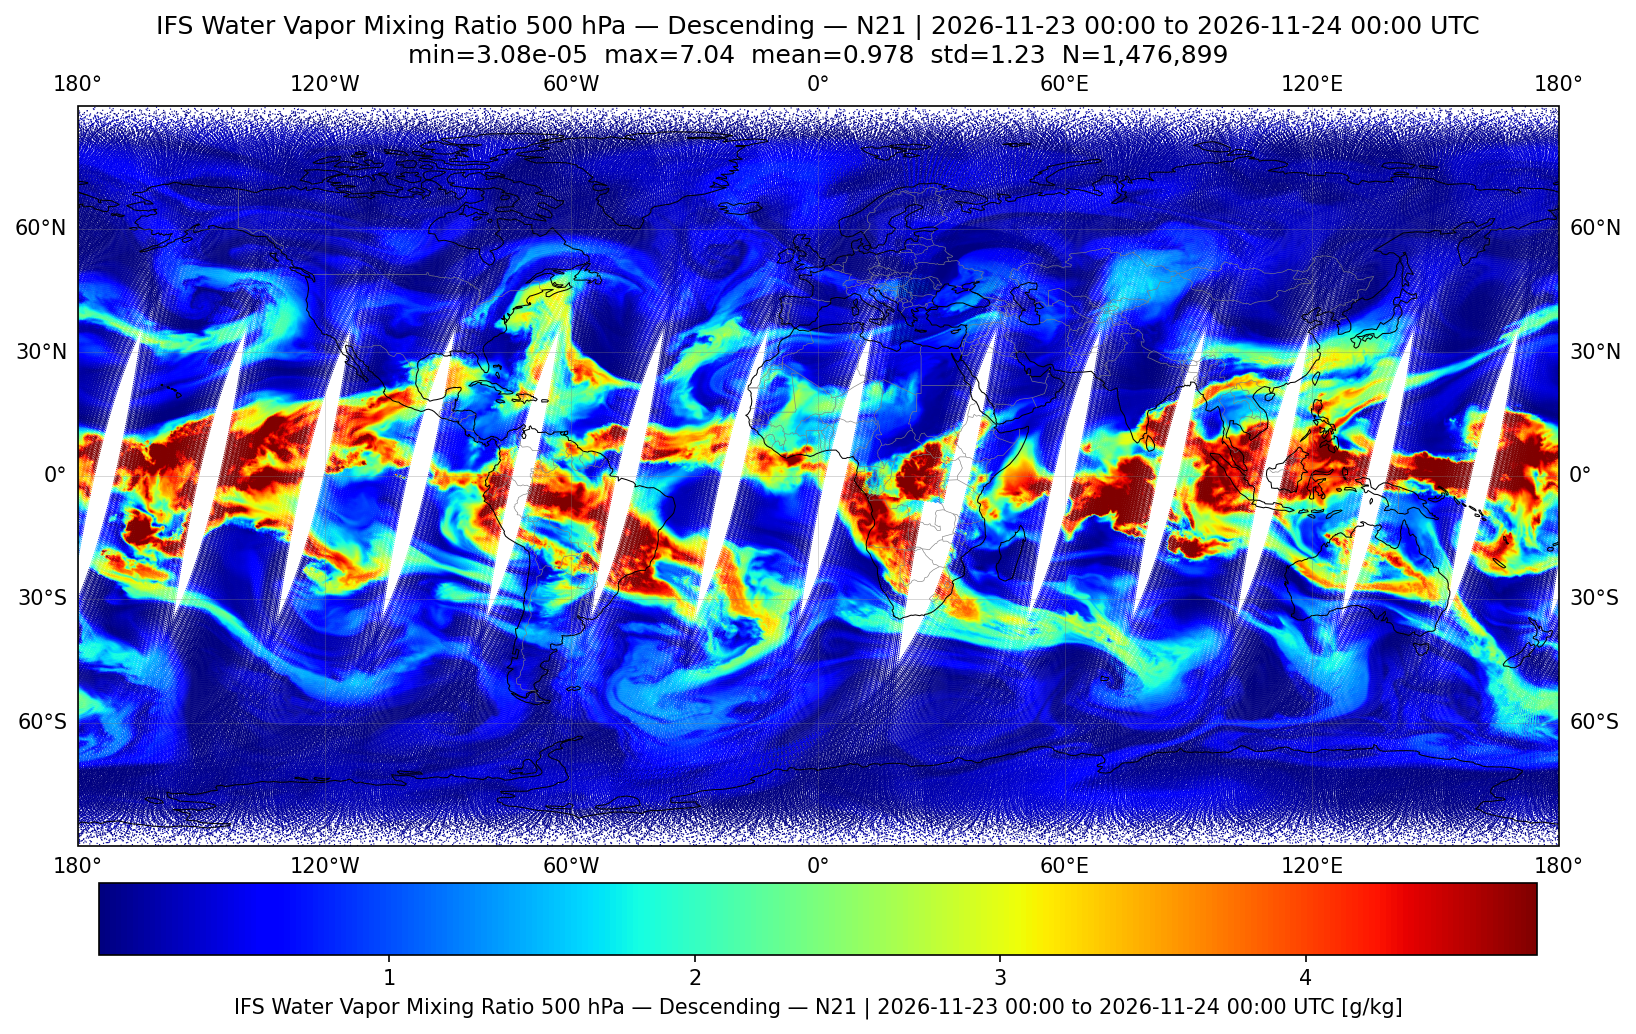 IFS Water Vapor Mixing Ratio 500 hPa — Descending — N21 | 2026-11-23 00:00 to 2026-11-24 00:00 UTC
min=3.08e-05  max=7.04  mean=0.978  std=1.23  N=1,476,899
180° 120°W 60°W 0° 60°E 120°E 180°
60°N 60°N
30°N 30°N
0° 0°
30°S 30°S
60°S 60°S
180° 120°W 60°W 0° 60°E 120°E 180°
1 2 3 4
IFS Water Vapor Mixing Ratio 500 hPa — Descending — N21 | 2026-11-23 00:00 to 2026-11-24 00:00 UTC [g/kg]